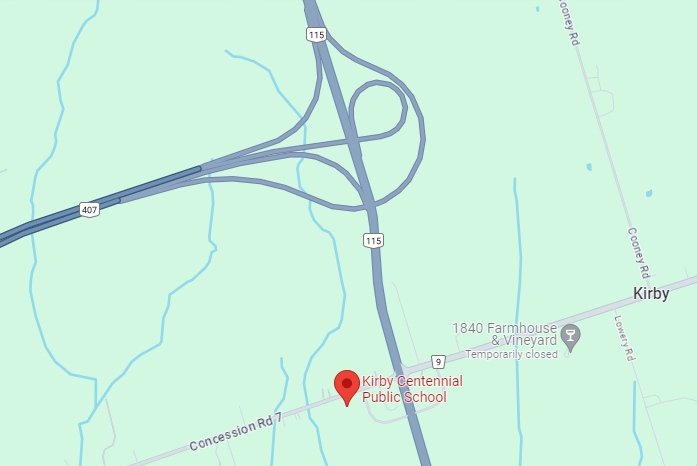 115
Cooney Rd
407
115
Cooney Rd
Kirby
1840 Farmhouse
& Vineyard
Temporarily closed
Lowery Rd
9
Kirby Centennial
Public School
Concession Rd 7